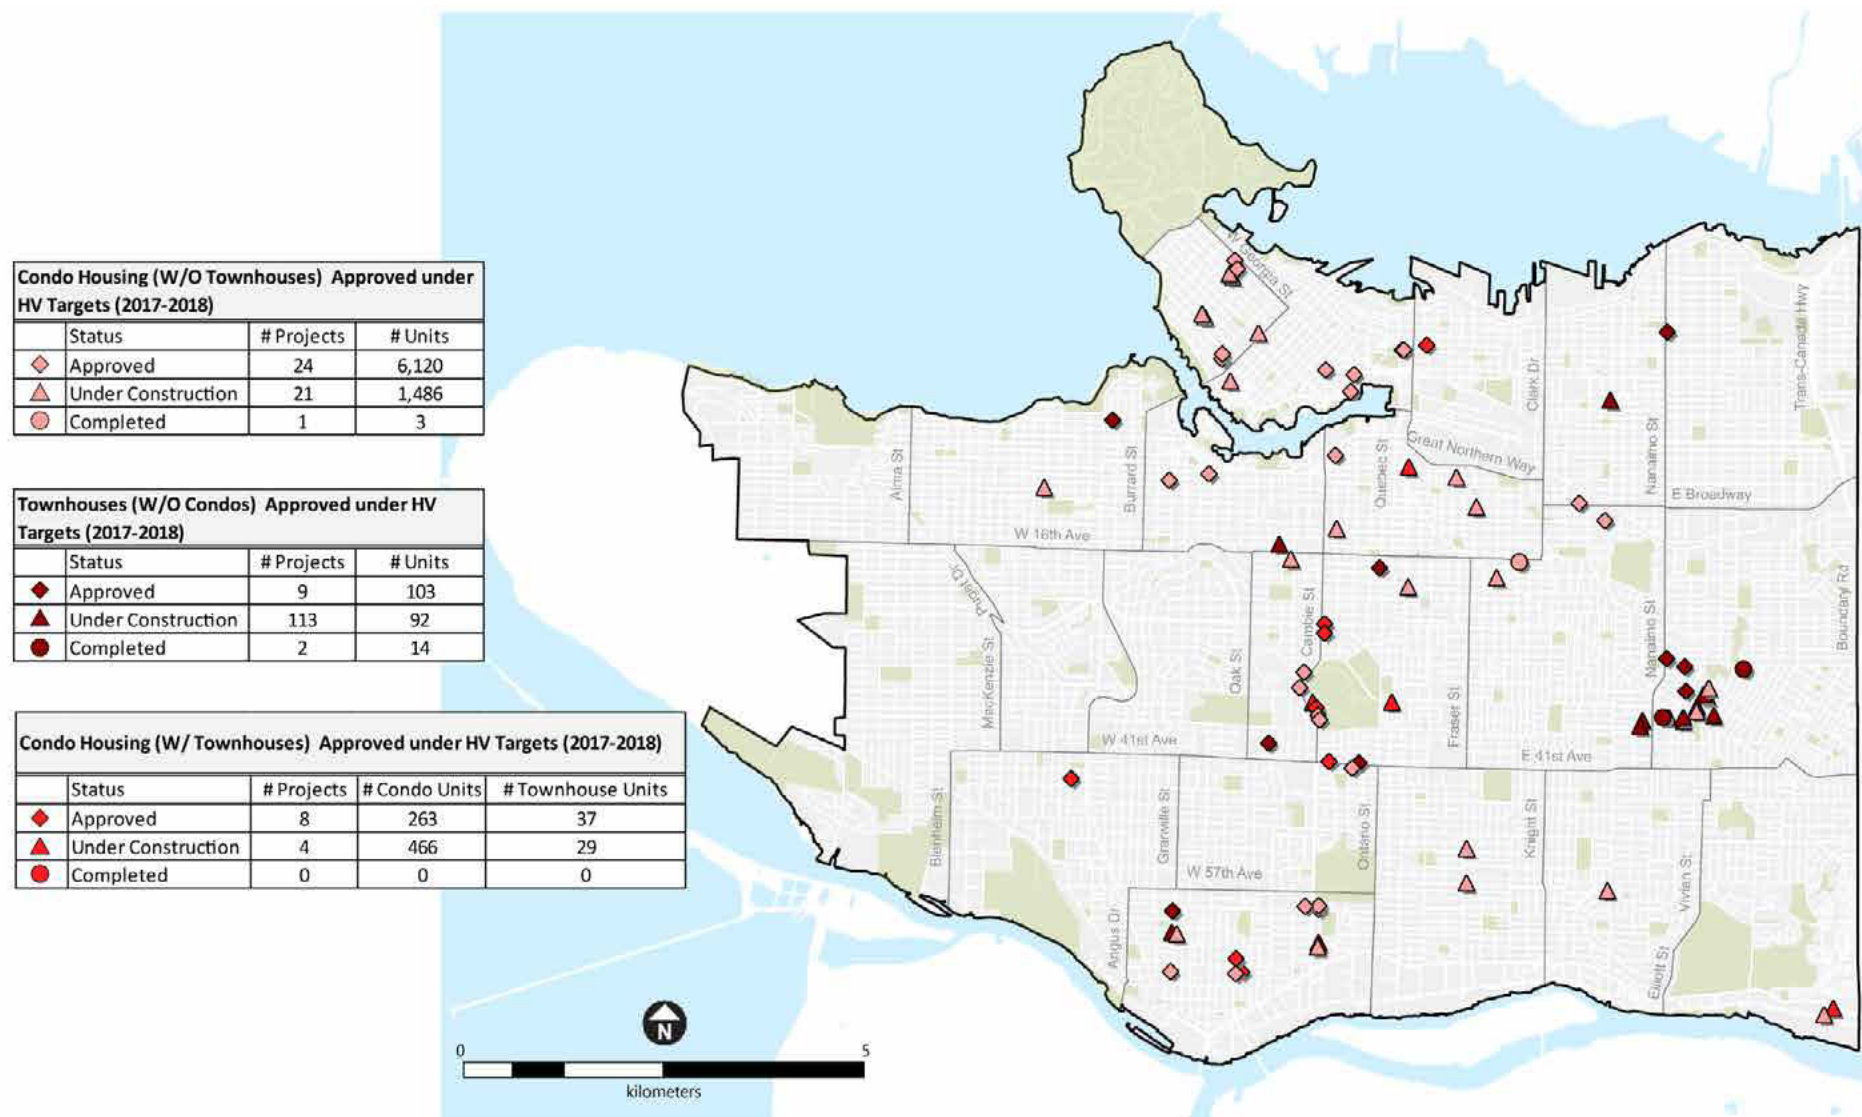 Condo Housing (W/O Townhouses) Approved under
HV Targets (2017-2018)
Status # Projects # Units
Approved 24 6,120
Under Construction 21 1,486
Completed 1 3
Townhouses (W/O Condos) Approved under HV
Targets (2017-2018)
Status # Projects # Units
Approved 9 103
Under Construction 113 92
Completed 2 14
Condo Housing (W/ Townhouses) Approved under HV Targets (2017-2018)
Status # Projects # Condo Units # Townhouse Units
Approved 8 263 37
Under Construction 4 466 29
Completed 0 0 0
W Georgia St
Trans-Canada Hwy
Clark Dr
Nanaimo St
Great Northern Way
Quebec St
Alma St
Burrard St
E Broadway
W 16th Ave
Puget Dr
Cambie St
Boundary Rd
Nanaimo St
MacKenzie St
Oak St
Fraser St
W 41st Ave
E 41st Ave
Blenheim St
Granville St
Ontario St
Knight St
W 57th Ave
Vivian St
Angus Dr
Elliott St
N
0 5
kilometers